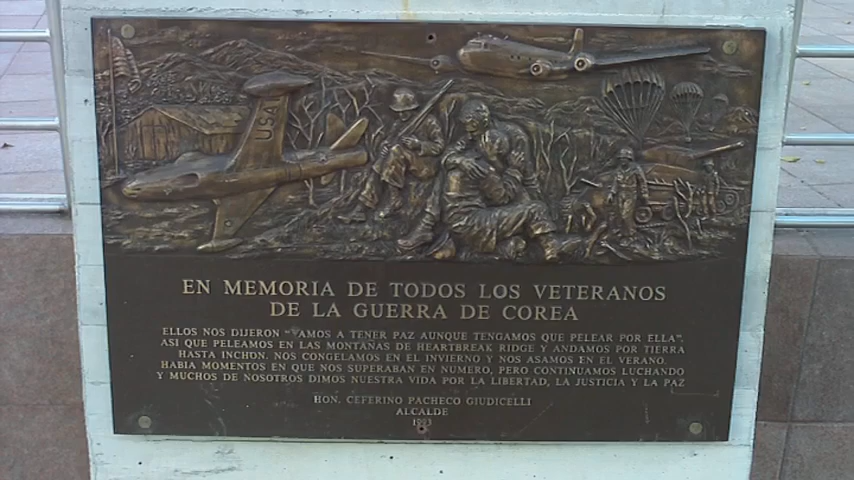 USA
EN MEMORIA DE TODOS LOS VETERANOS
DE LA GUERRA DE COREA
ELLOS NOS DIJERON "VAMOS A TENER PAZ AUNQUE TENGAMOS QUE PELEAR POR ELLA".
ASI QUE PELEAMOS EN LAS MONTAÑAS DE HEARTBREAK RIDGE Y ANDAMOS POR TIERRA
HASTA INCHON. NOS CONGELAMOS EN EL INVIERNO Y NOS ASAMOS EN EL VERANO.
HABIA MOMENTOS EN QUE NOS SUPERABAN EN NUMERO, PERO CONTINUAMOS LUCHANDO
Y MUCHOS DE NOSOTROS DIMOS NUESTRA VIDA POR LA LIBERTAD, LA JUSTICIA Y LA PAZ
HON. CEFERINO PACHECO GIUDICELLI
ALCALDE
1993